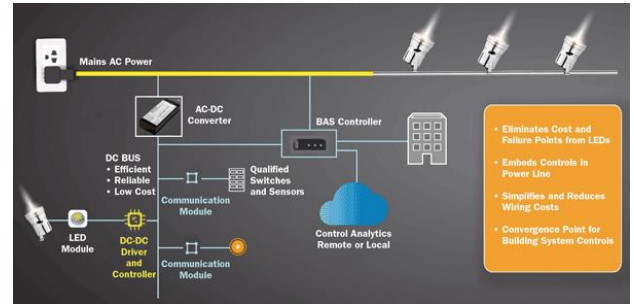 Mains AC Power
AC-DC
Converter
BAS Controller
DC BUS
• Efficient
• Reliable
• Low Cost
Communication
Module
Qualified
Switches
and Sensors
Control Analytics
Remote or Local
LED
Module
DC-DC
Driver
and
Controller
Communication
Module
• Eliminates Cost and
Failure Points from LEDs
• Embeds Controls in
Power Line
• Simplifies and Reduces
Wiring Costs
• Convergence Point for
Building System Controls